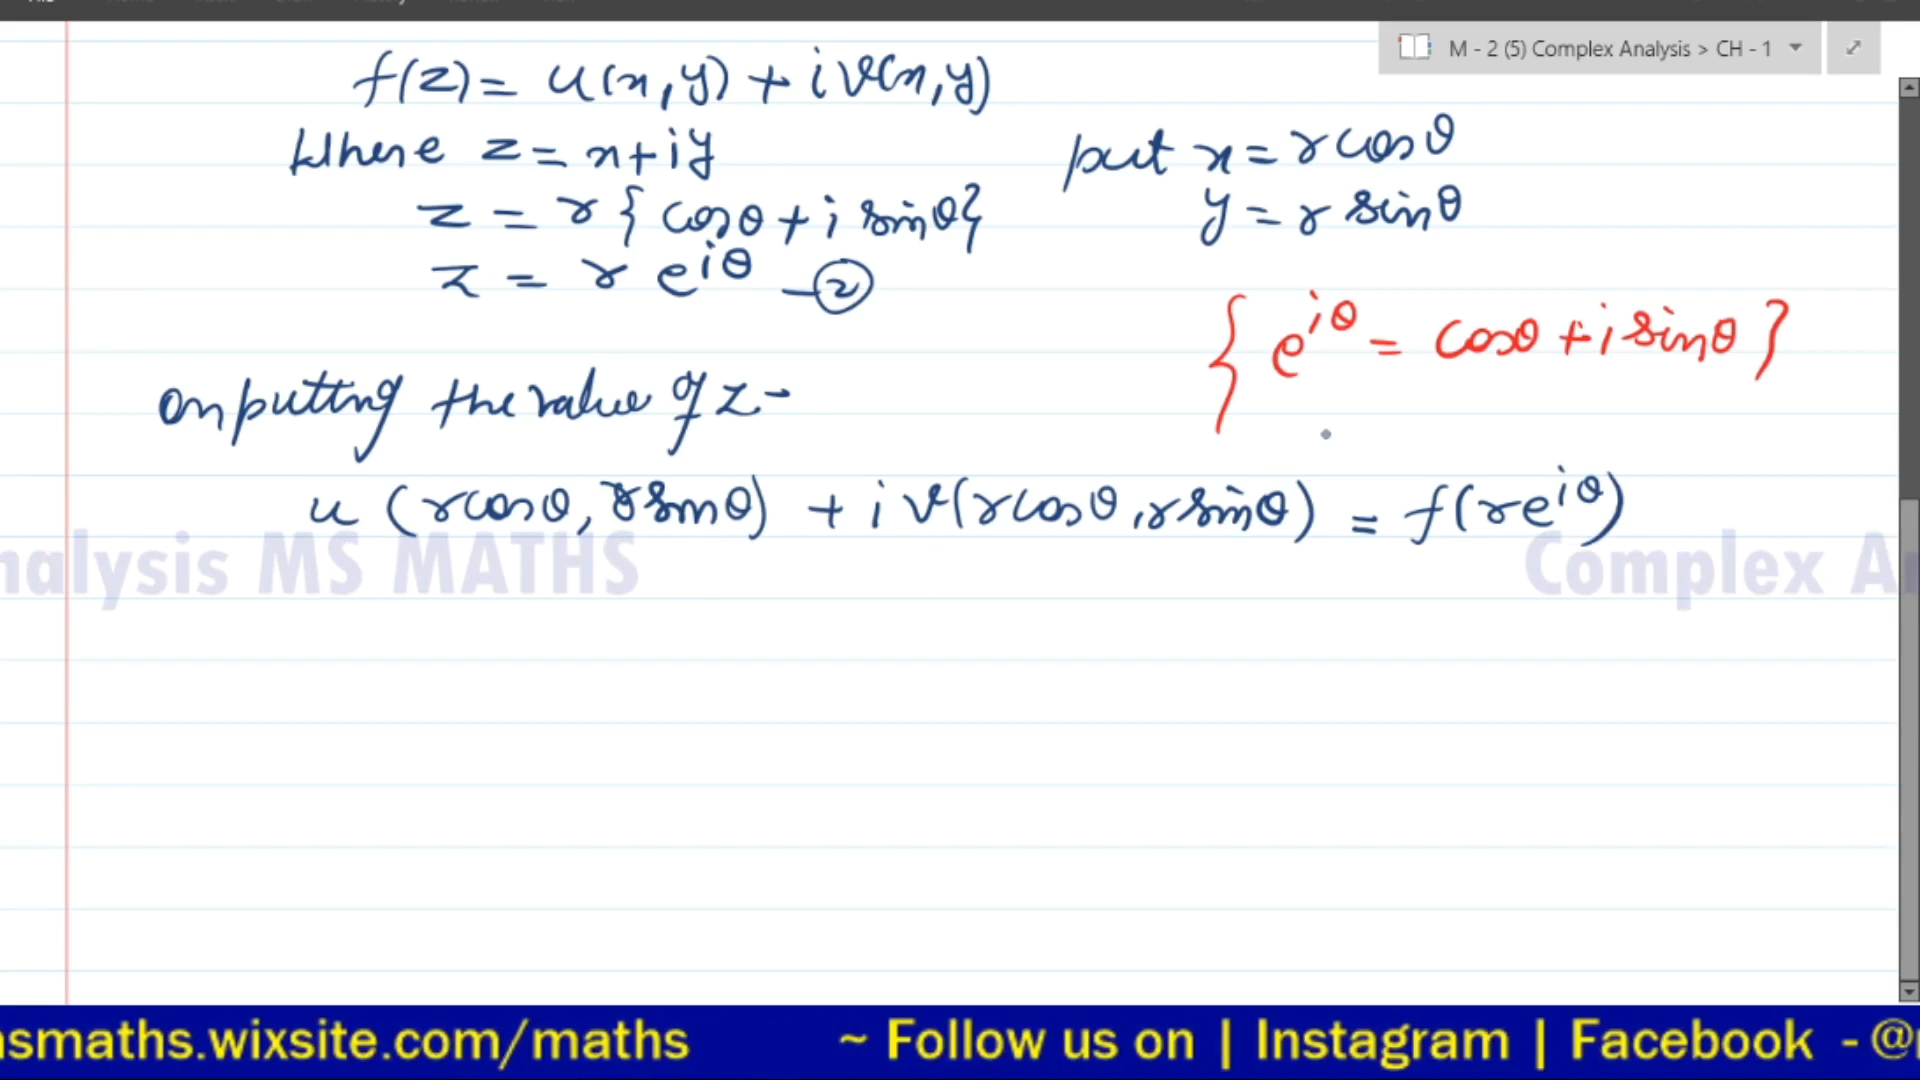 M - 2 (5) Complex Analysis > CH - 1
f(z) = u(x,y) + iv(x,y)
Where z = x+iy
put x = r cosθ
z = r { cosθ + i sinθ}
y = r sinθ
z = r e^{iθ} -②
{ e^{iθ} = cosθ + i sinθ }
on putting the value of z -
u (r cosθ, r sinθ) + i v(r cosθ, r sinθ) = f(re^{iθ})
nalysis MS MATHS
Complex A
msmaths.wixsite.com/maths ~ Follow us on | Instagram | Facebook - @